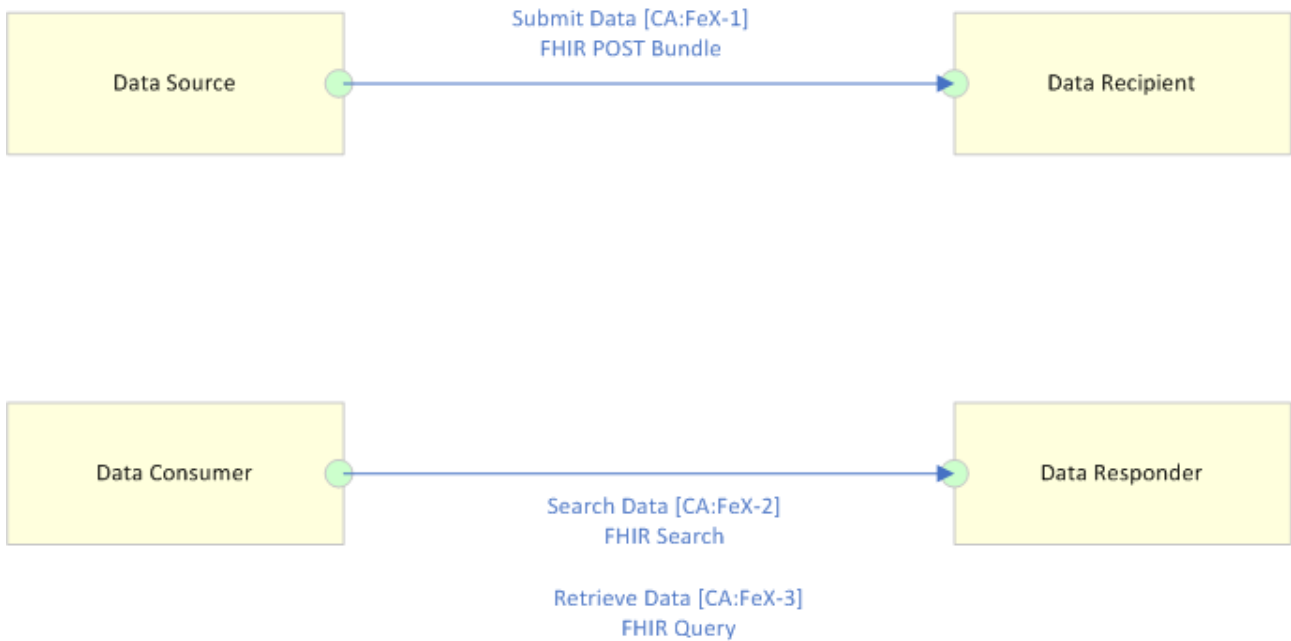 Submit Data [CA:FeX-1]
FHIR POST Bundle
Data Source
Data Recipient
Data Consumer
Data Responder
Search Data [CA:FeX-2]
FHIR Search
Retrieve Data [CA:FeX-3]
FHIR Query